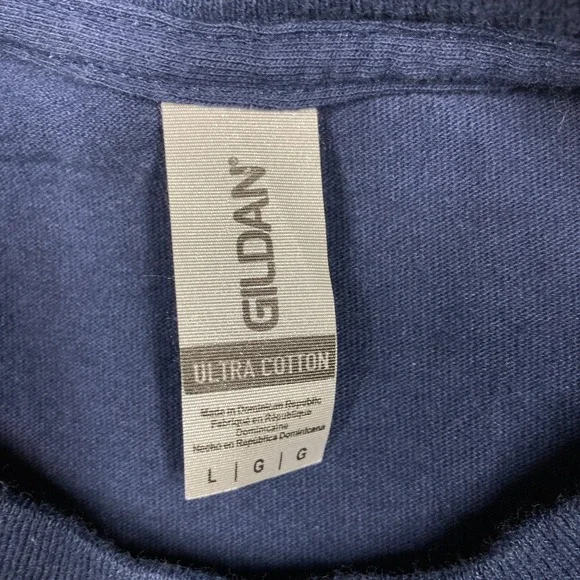 GILDAN®
ULTRA COTTON
Made in Dominican Republic
Fabriqué en République
Dominicaine
Hecho en República Dominicana
L | G | G